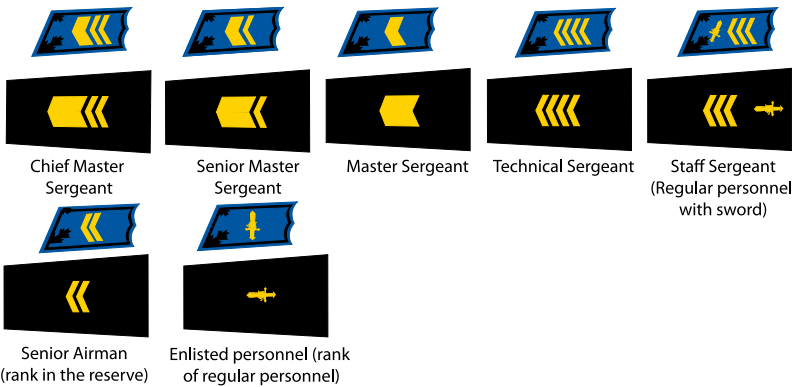 Chief Master
Sergeant
Senior Master
Sergeant
Master Sergeant
Technical Sergeant
Staff Sergeant
(Regular personnel
with sword)
Senior Airman
(rank in the reserve)
Enlisted personnel (rank
of regular personnel)